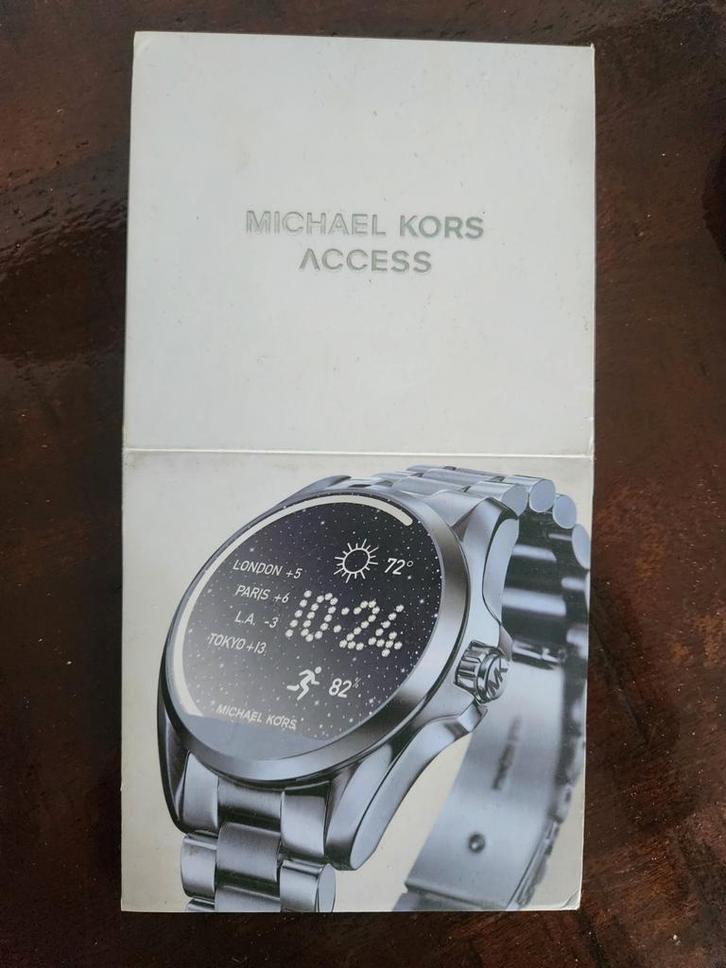 MICHAEL KORS
ACCESS
72°
LONDON +5
PARIS +6
10:24
L.A. -3
TOKYO +13
82%
MICHAEL KORS